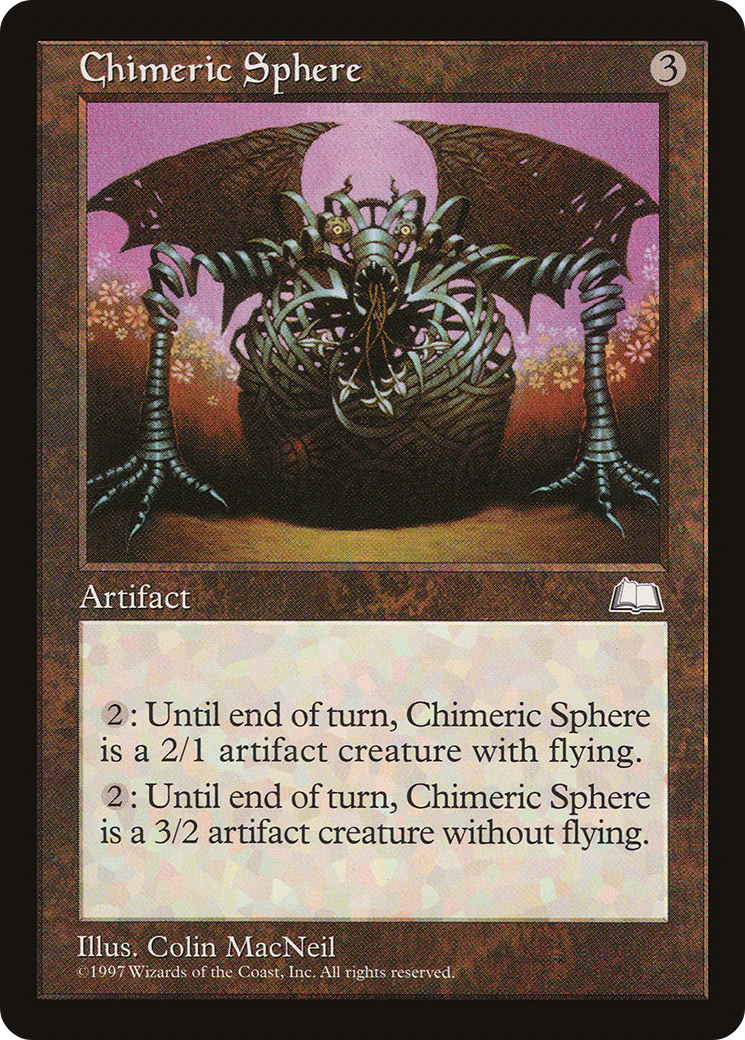 Chimeric Sphere
3
Artifact
2: Until end of turn, Chimeric Sphere
is a 2/1 artifact creature with flying.
2: Until end of turn, Chimeric Sphere
is a 3/2 artifact creature without flying.
Illus. Colin MacNeil
©1997 Wizards of the Coast, Inc. All rights reserved.